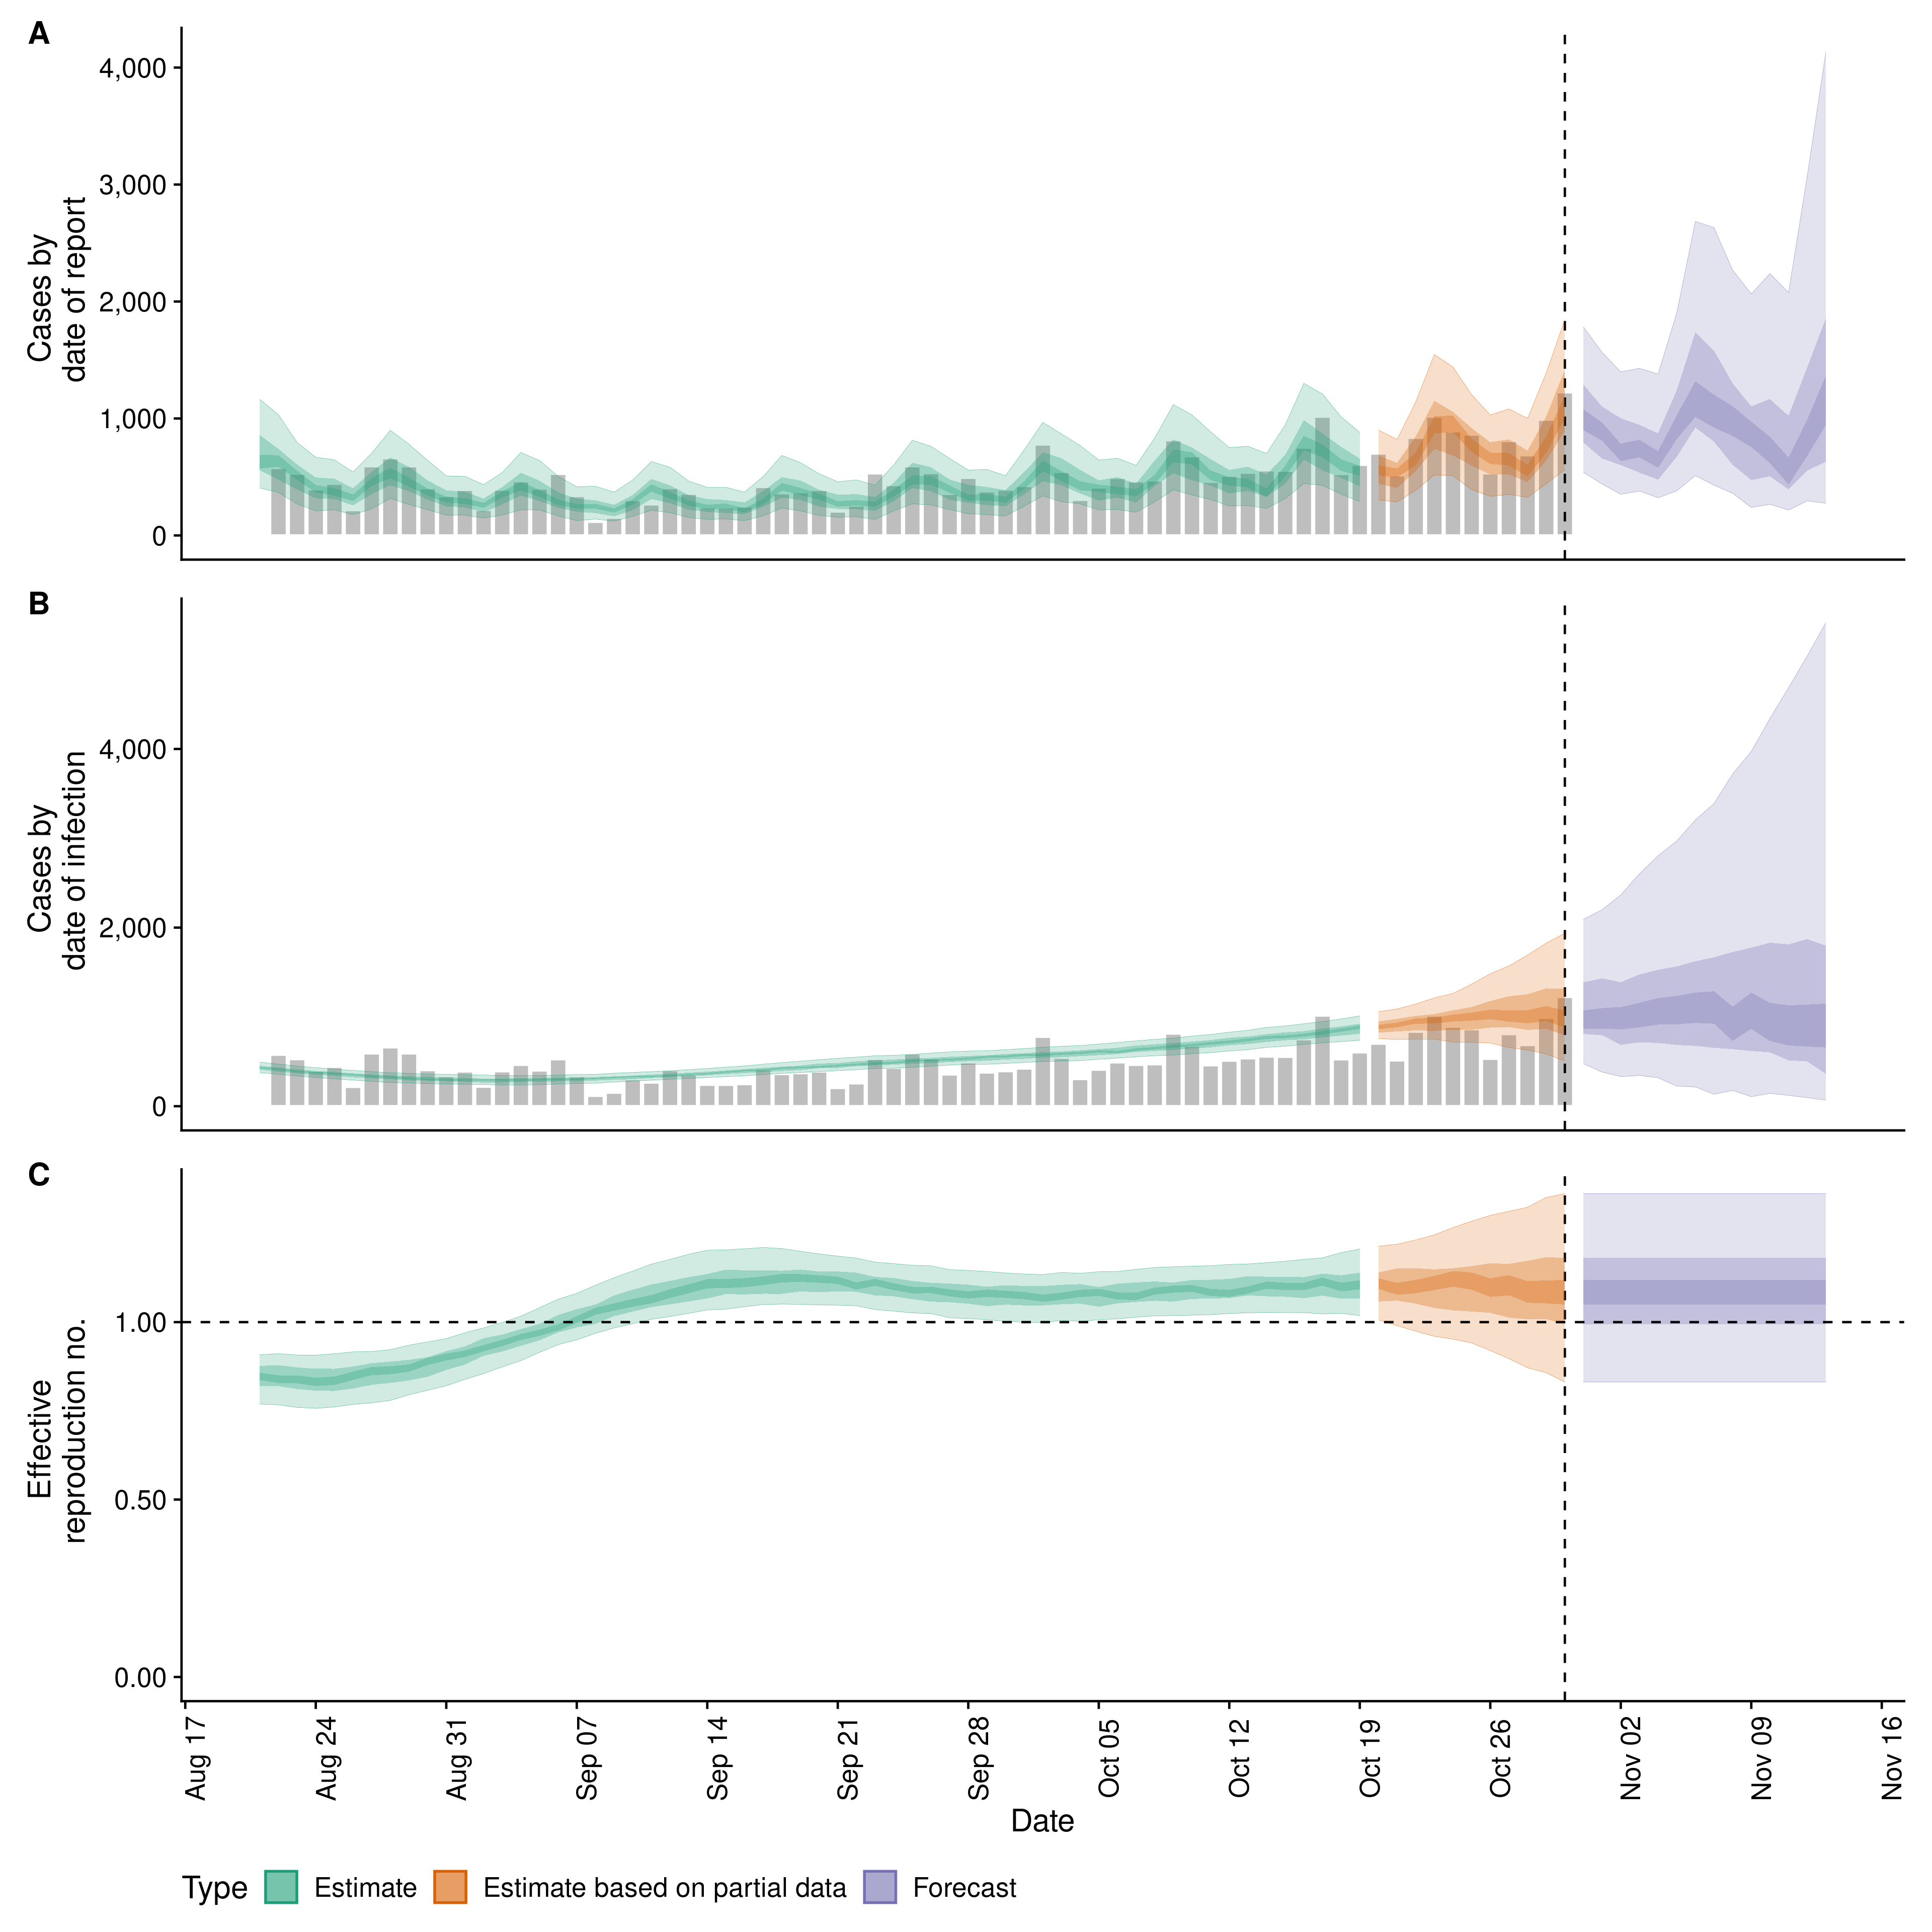 A
4,000
3,000
2,000
1,000
0
Cases by
date of report
B
4,000
2,000
0
Cases by
date of infection
C
1.00
0.50
0.00
Effective
reproduction no.
Aug 17
Aug 24
Aug 31
Sep 07
Sep 14
Sep 21
Sep 28
Oct 05
Oct 12
Oct 19
Oct 26
Nov 02
Nov 09
Nov 16
Date
Type Estimate Estimate based on partial data Forecast